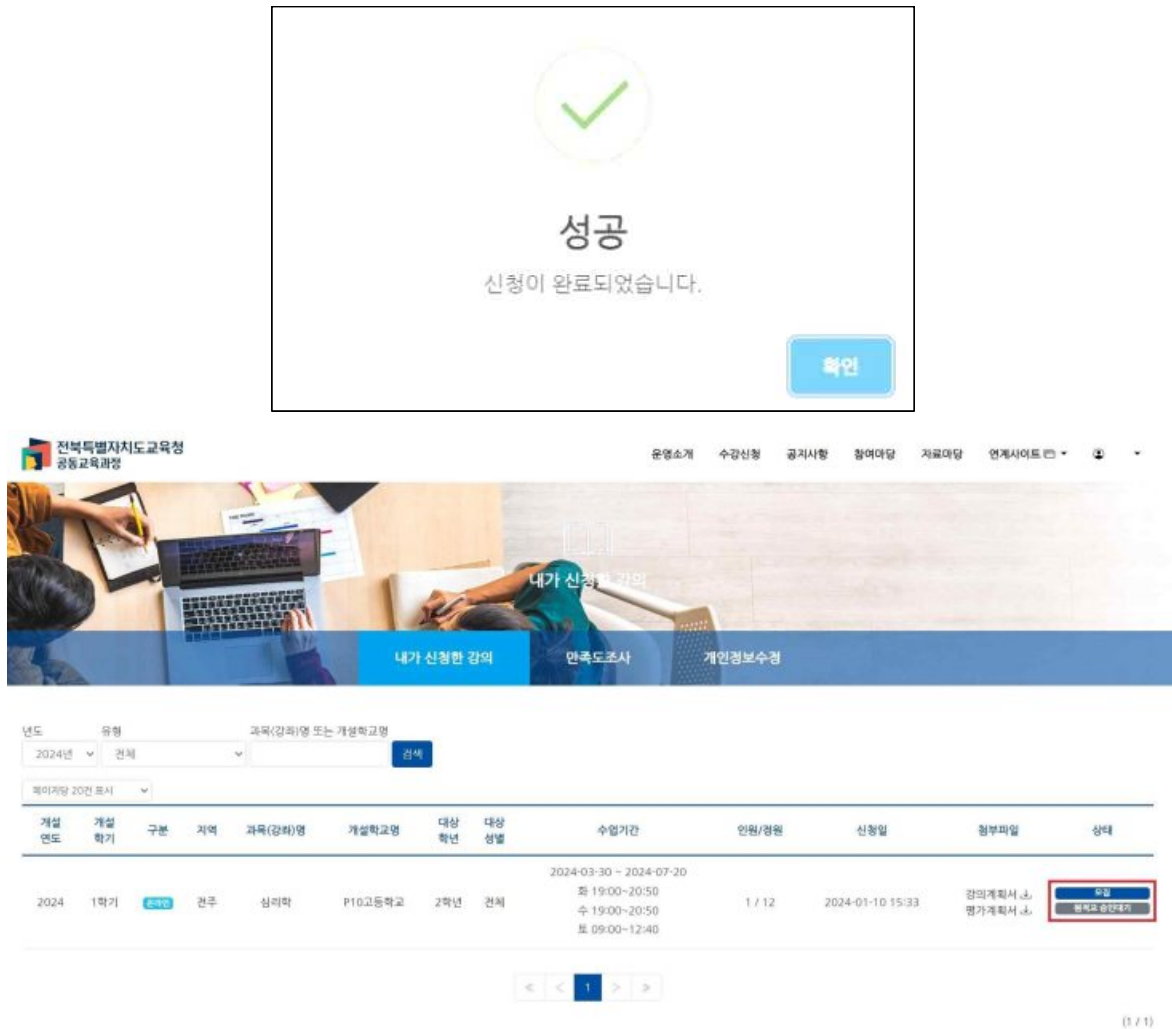 성공
신청이 완료되었습니다.
확인
전북특별자치도교육청
공동교육과정
운영소개 수강신청 공지사항 참여마당 자료마당 연계사이트
내가 신청한 강의
내가 신청한 강의 만족도조사 개인정보수정
년도 유형 과목(강좌)명 또는 개설학교명
2024년 전체 검색
페이지당 20건 표시
개설 개설 대상 대상
구분 지역 과목(강좌)명 개설학교명 수업기간 인원/정원 신청일 첨부파일 상태
연도 학기 학년 성별
2024-03-30 ~ 2024-07-20
화 19:00~20:50
강의계획서 모집
2024 1학기 온라인 전주 심리학 P10고등학교 2학년 전체 1 / 12 2024-01-10 15:33
수 19:00~20:50
평가계획서 원적교 승인대기
토 09:00~12:40
« < 1 > »
(1 / 1)